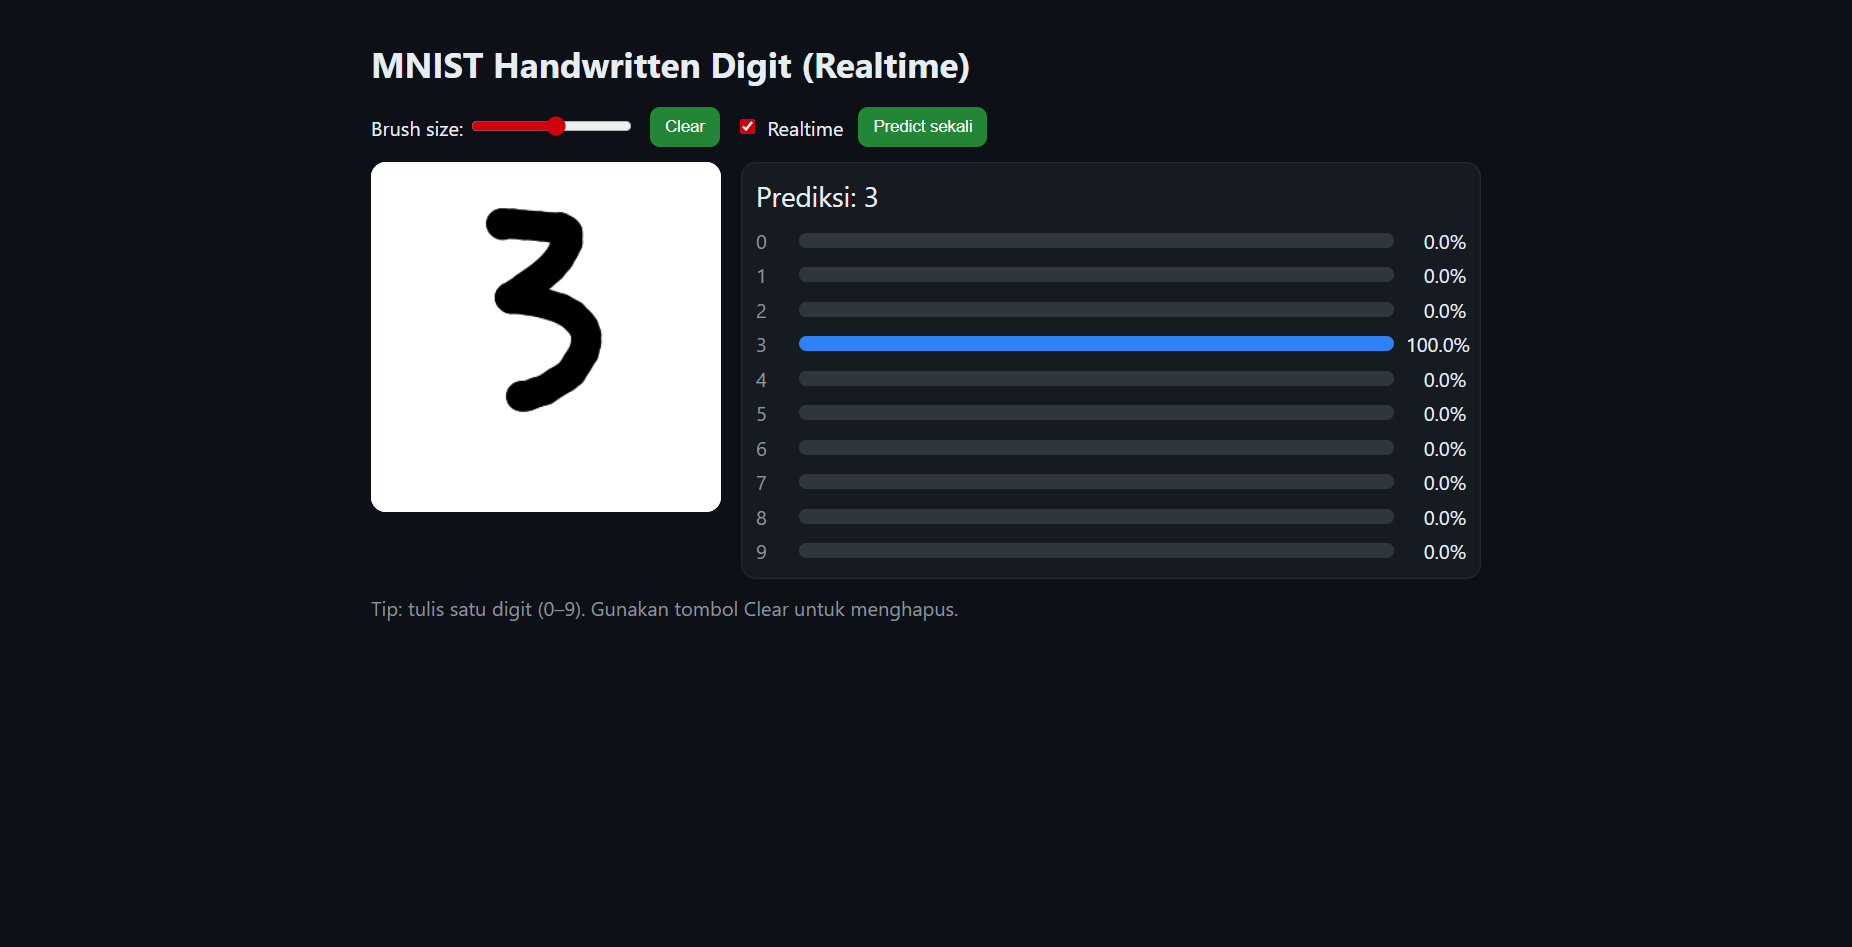 MNIST Handwritten Digit (Realtime)
Brush size: Clear Realtime Predict sekali
3
Prediksi: 3
0 0.0%
1 0.0%
2 0.0%
3 100.0%
4 0.0%
5 0.0%
6 0.0%
7 0.0%
8 0.0%
9 0.0%
Tip: tulis satu digit (0–9). Gunakan tombol Clear untuk menghapus.